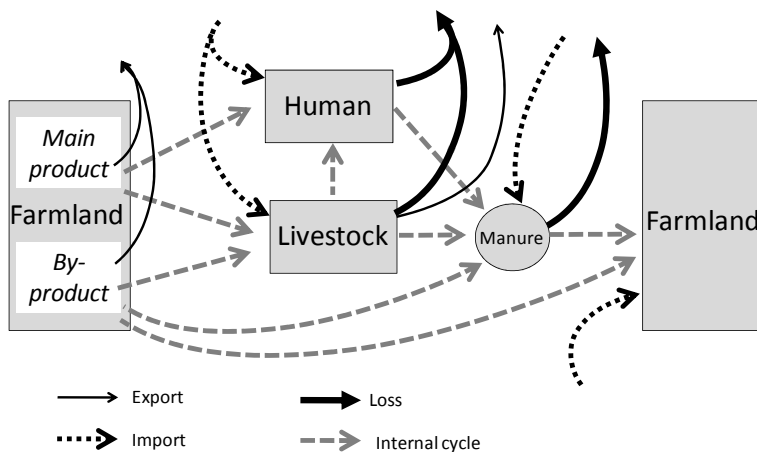 Human
Main
product
Farmland
By-
product
Livestock
Manure
Farmland
Export
Loss
Import
Internal cycle